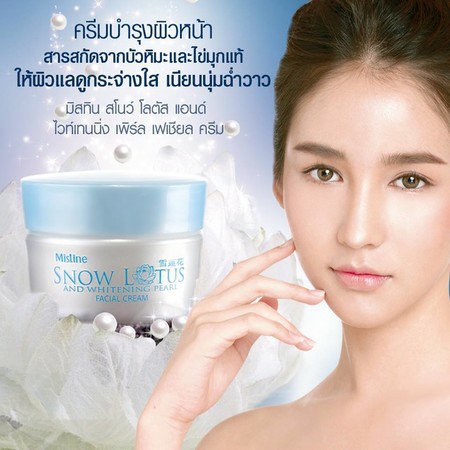 ครีมบำรุงผิวหน้า
สารสกัดจากบัวหิมะและไข่มุกแท้
ให้ผิวแลดูกระจ่างใส เนียนนุ่มฉ่ำวาว
มิสทิน สโนว์ โลตัส แอนด์
ไวท์เทนนิ่ง เพิร์ล เฟเชียล ครีม
Mistine
雪蓮花
SNOW LOTUS
AND WHITENING PEARL
FACIAL CREAM